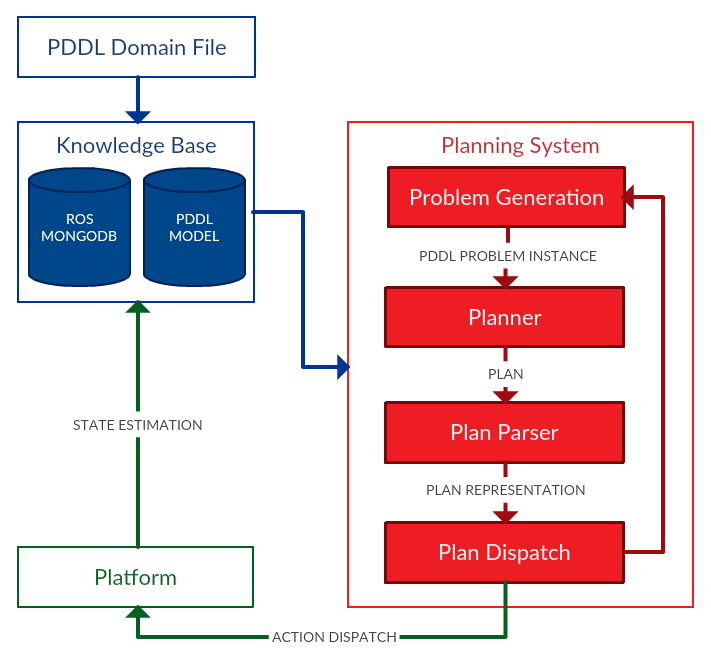 PDDL Domain File
Knowledge Base
ROS
MONGODB
PDDL
MODEL
STATE ESTIMATION
Platform
Planning System
Problem Generation
PDDL PROBLEM INSTANCE
Planner
PLAN
Plan Parser
PLAN REPRESENTATION
Plan Dispatch
ACTION DISPATCH